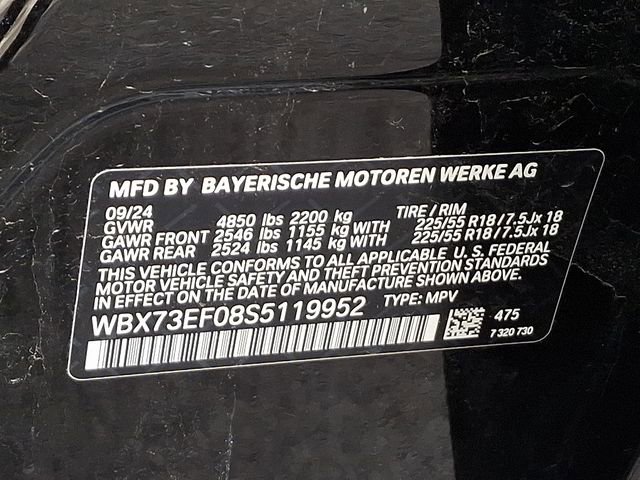 MFD BY BAYERISCHE MOTOREN WERKE AG
09/24 TIRE / RIM
GVWR 4850 lbs 2200 kg
GAWR FRONT 2546 lbs 1155 kg WITH 225/55 R18/7.5Jx 18
GAWR REAR 2524 lbs 1145 kg WITH 225/55 R18/7.5Jx 18
THIS VEHICLE CONFORMS TO ALL APPLICABLE U.S. FEDERAL
MOTOR VEHICLE SAFETY AND THEFT PREVENTION STANDARDS
IN EFFECT ON THE DATE OF MANUFACTURE SHOWN ABOVE.
WBX73EF08S5119952 TYPE: MPV
475
7 320 730